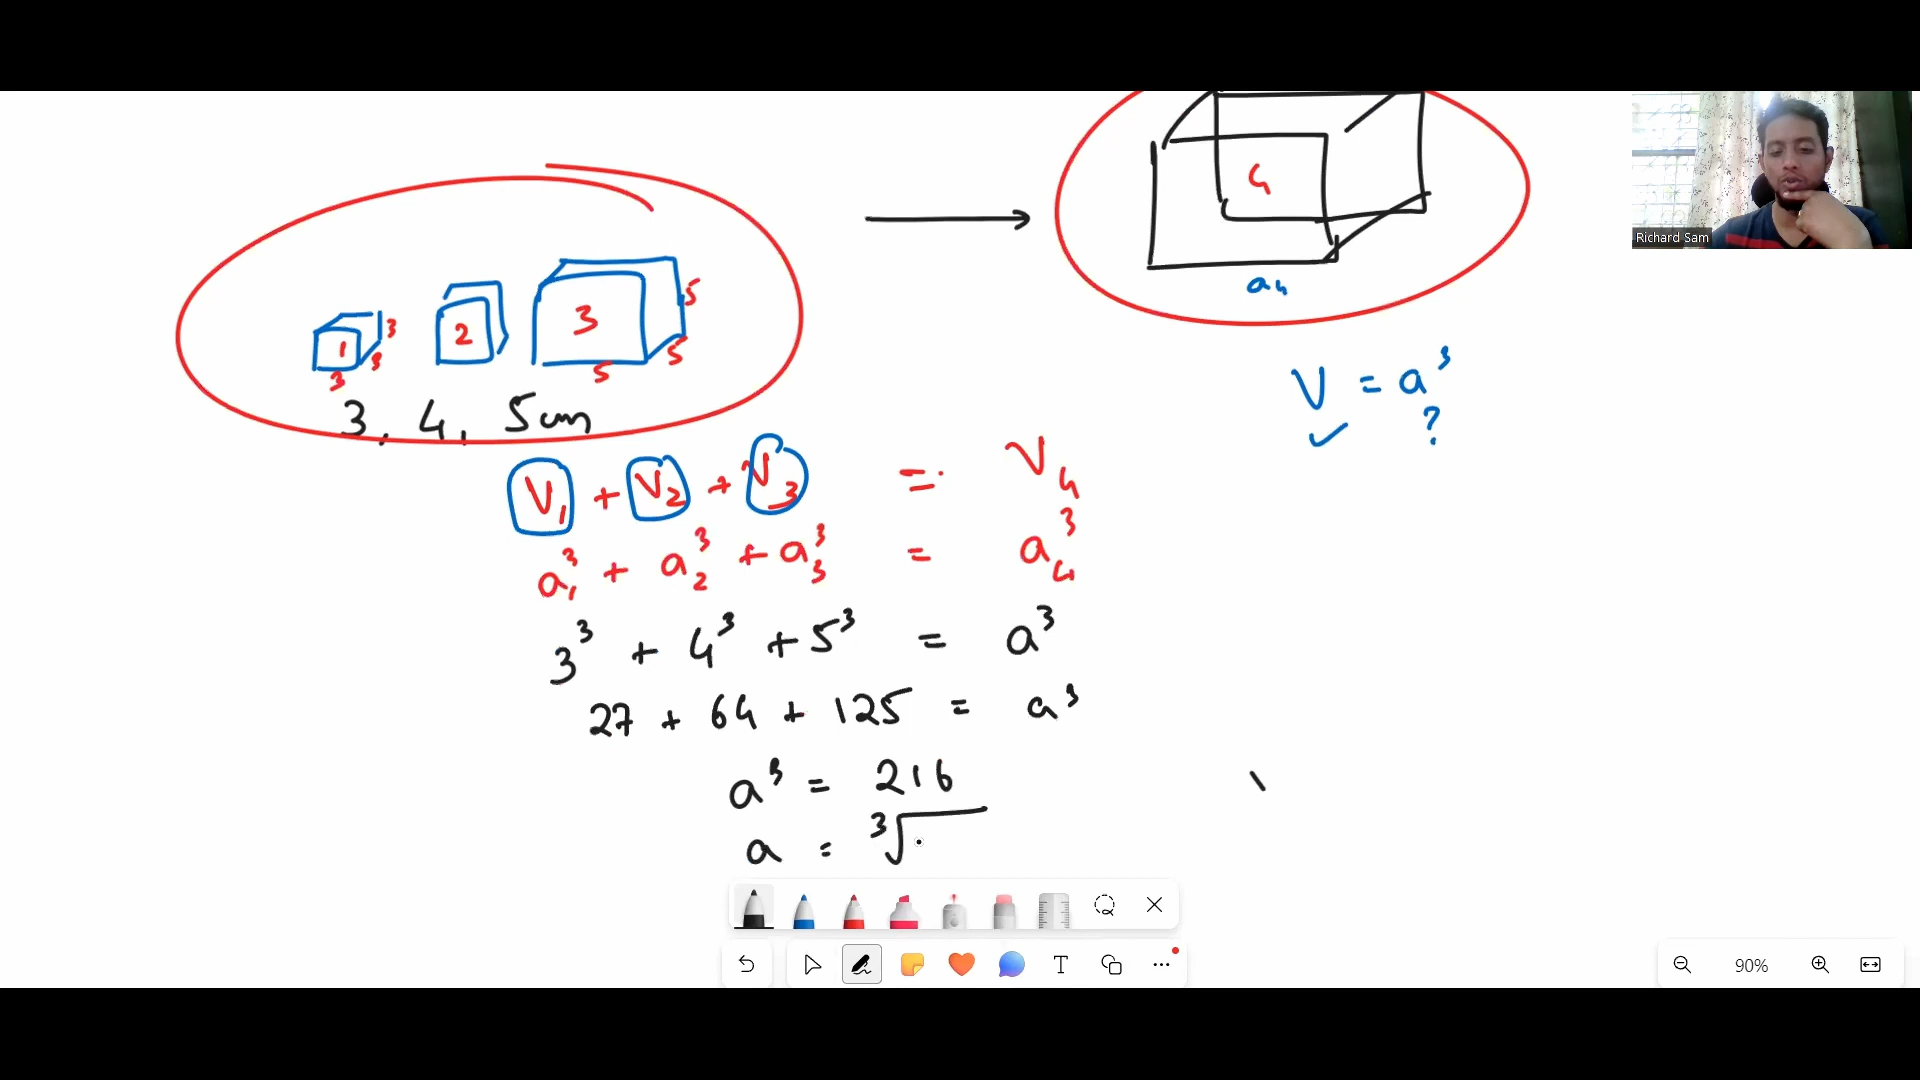 4
a₄
Richard Sam
1 3 3 3
2
3 5 5 5
3, 4, 5cm
V = a³
?
V₁ + V₂ + V₃ = V₄
a₁³ + a₂³ + a₃³ = a₄³
3³ + 4³ + 5³ = a³
27 + 64 + 125 = a³
a³ = 216
a = ³√
T
90%